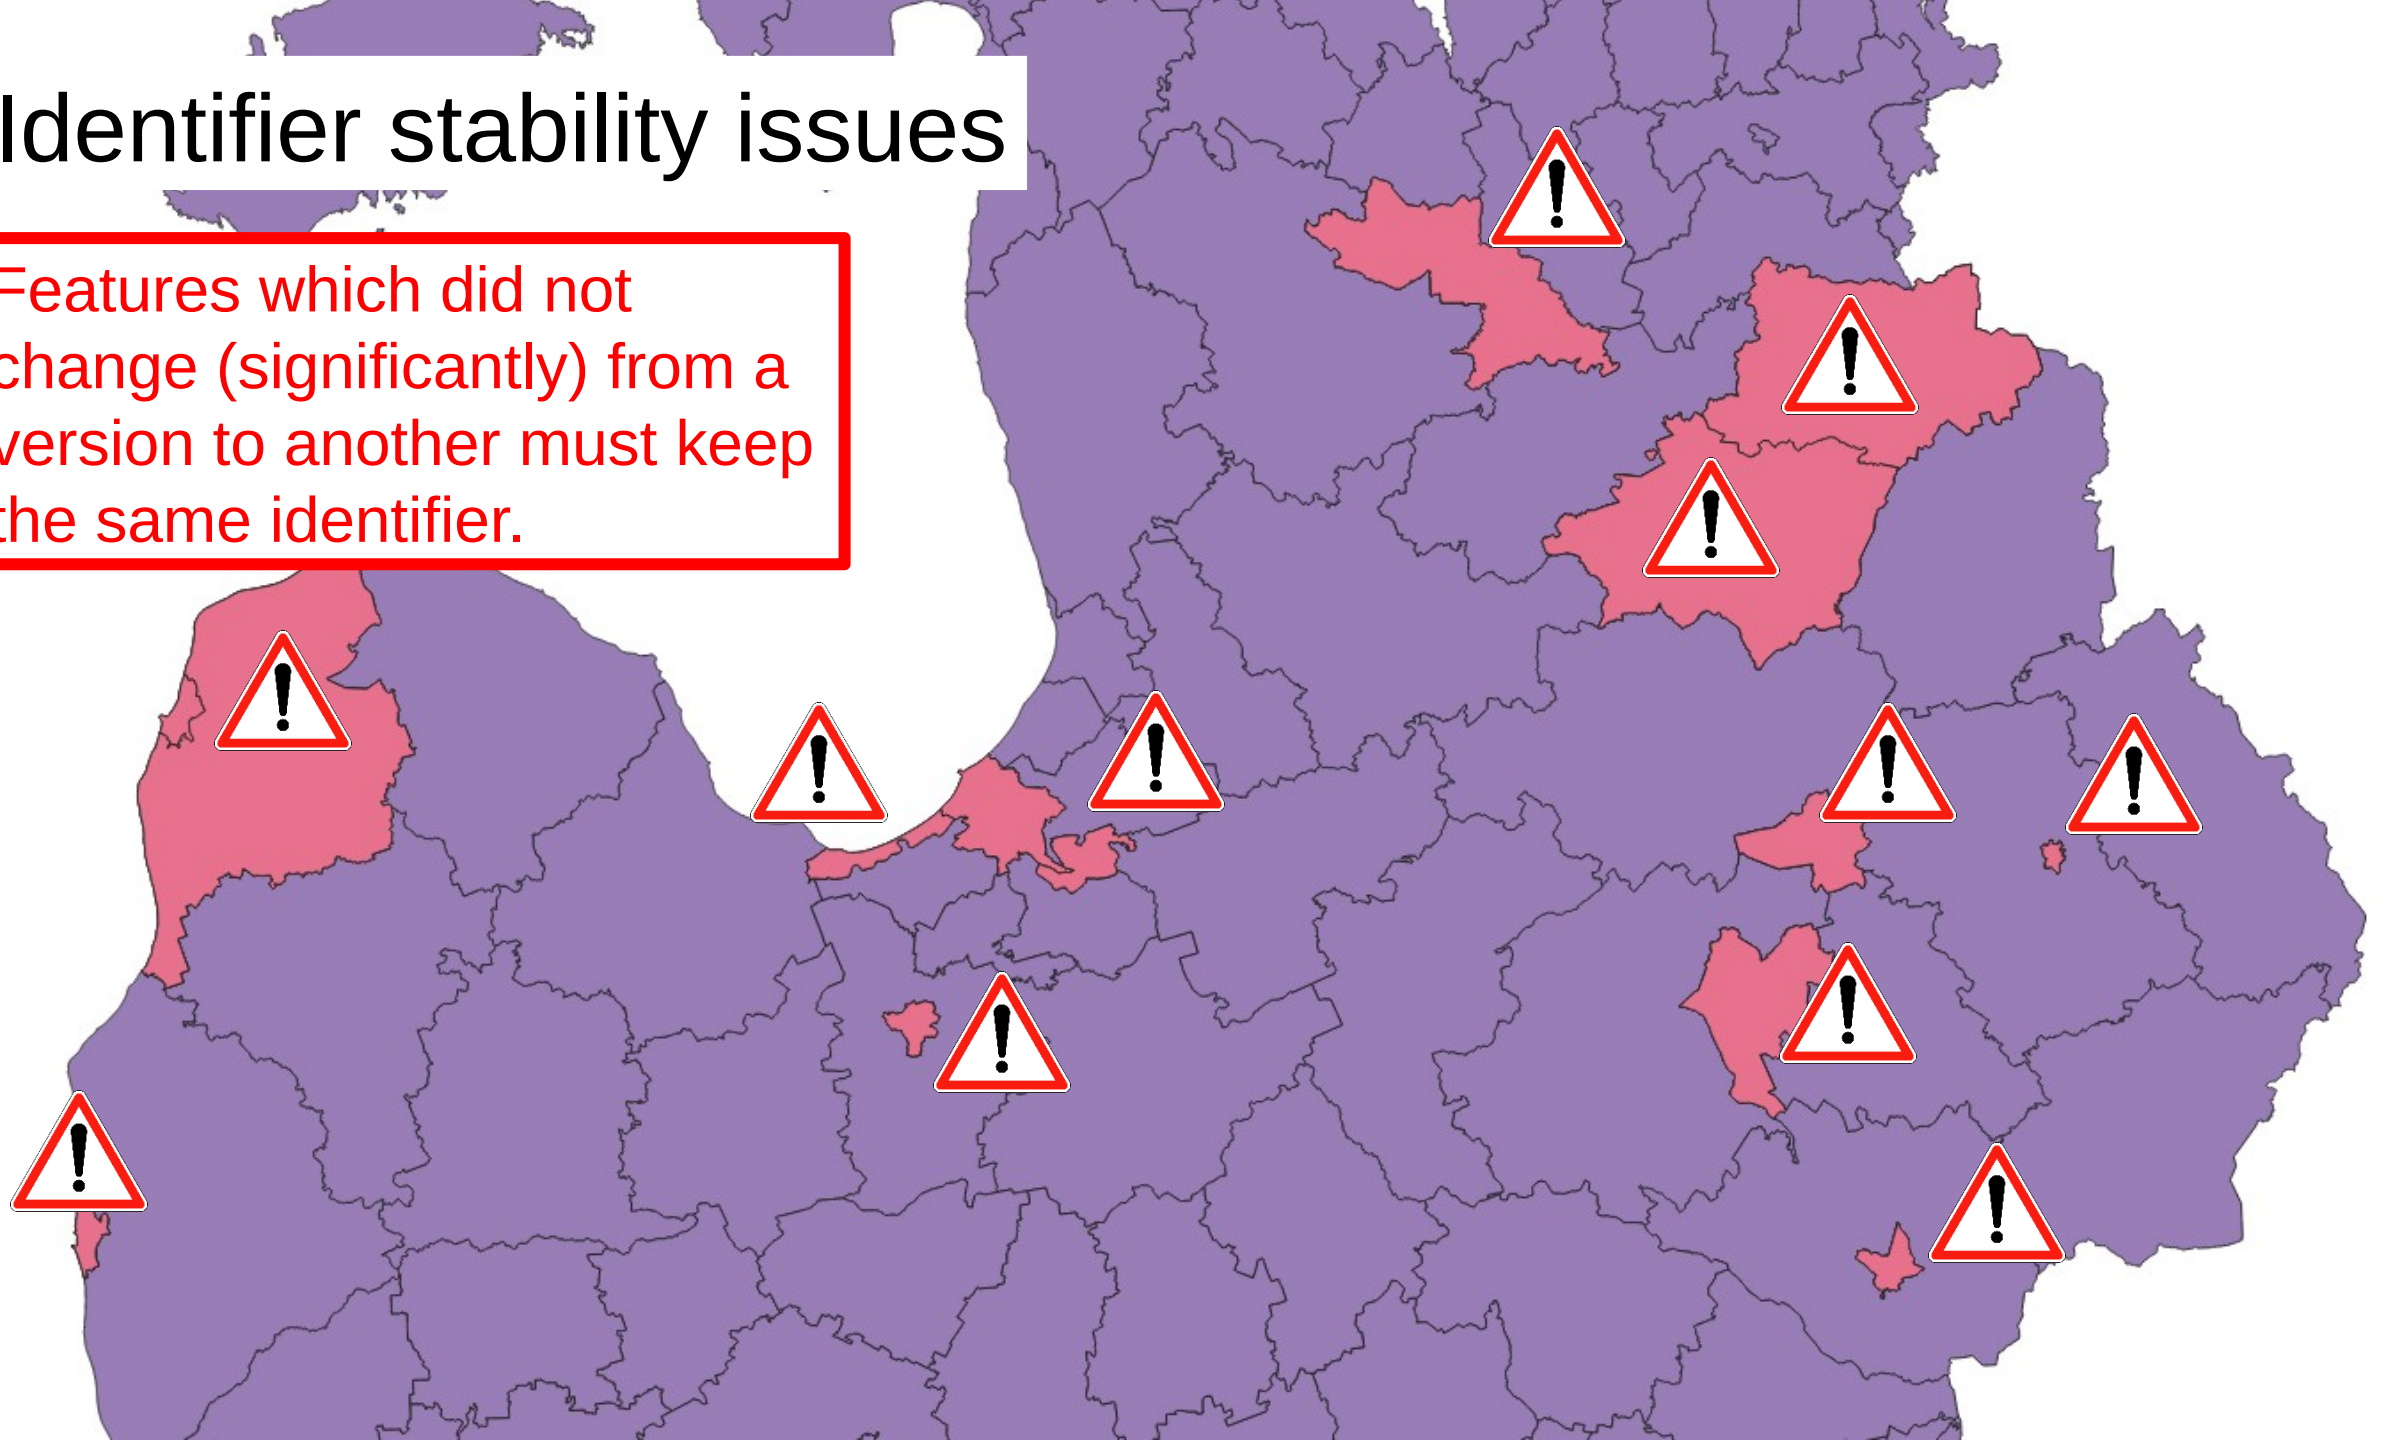 Identifier stability issues
Features which did not
change (significantly) from a
version to another must keep
the same identifier.